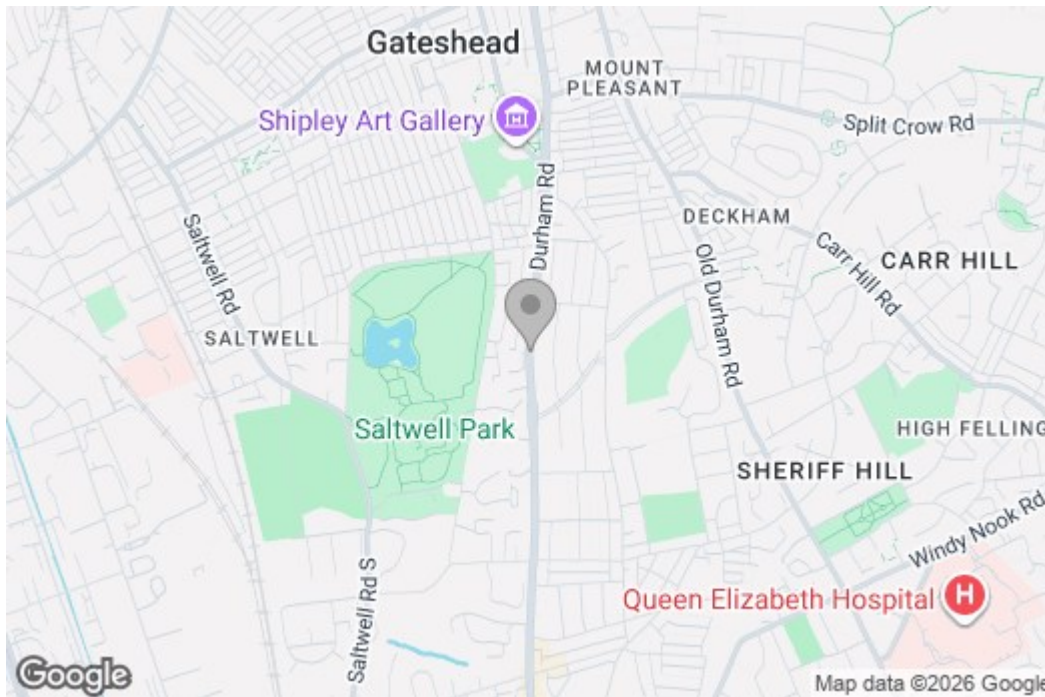 Gateshead
MOUNT
PLEASANT
Shipley Art Gallery
Split Crow Rd
Durham Rd
DECKHAM
Saltwell Rd
Carr Hill Rd
CARR HILL
Old Durham Rd
SALTWELL
Saltwell Park
HIGH FELLING
SHERIFF HILL
Windy Nook Rd
Saltwell Rd S
Queen Elizabeth Hospital
H
Google
Map data ©2026 Google